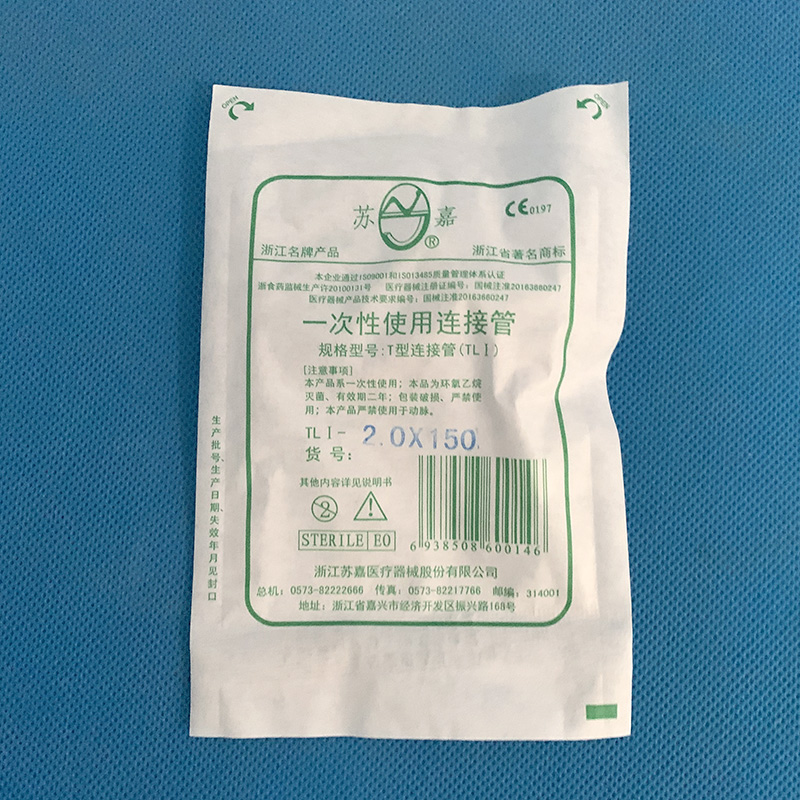 OPEN
OPEN
苏 嘉
®
CE0197
浙江名牌产品
浙江省著名商标
本企业通过ISO9001和ISO13485质量管理体系认证
浙食药监械生产许20100131号 医疗器械注册证编号:国械注准20163660247
医疗器械产品技术要求编号:国械注准20163660247
一次性使用连接管
规格型号:T型连接管(TLⅠ)
[注意事项]
本产品系一次性使用;本品为环氧乙烷
灭菌、有效期二年;包装破损、严禁使
用;本产品严禁使用于动脉。
TLⅠ- 2.0X150
货 号:
其他内容详见说明书
2
STERILE EO
6 938508 600146
浙江苏嘉医疗器械股份有限公司
总机:0573-82222666 传真:0573-82217766 邮编:314001
地址:浙江省嘉兴市经济开发区振兴路168号
生产批号、生产日期、失效年月见封口